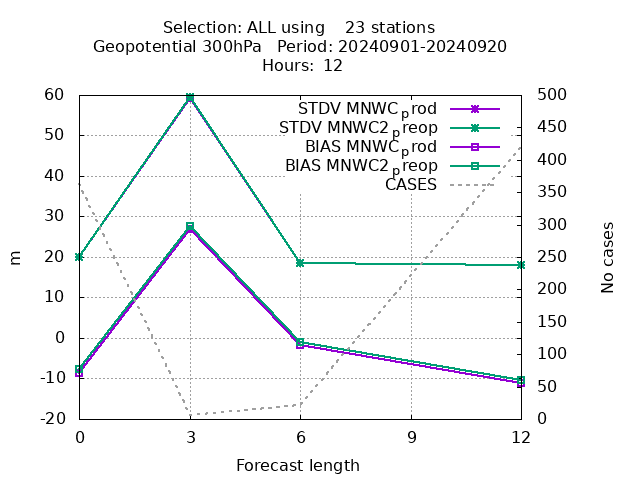 Selection: ALL using    23 stations
Geopotential 300hPa   Period: 20240901-20240920
Hours: 12
STDV MNWC_prod
STDV MNWC2_preop
BIAS MNWC_prod
BIAS MNWC2_preop
CASES
60
50
40
30
20
10
0
-10
-20
m
500
450
400
350
300
250
200
150
100
50
0
No cases
0 3 6 9 12
Forecast length